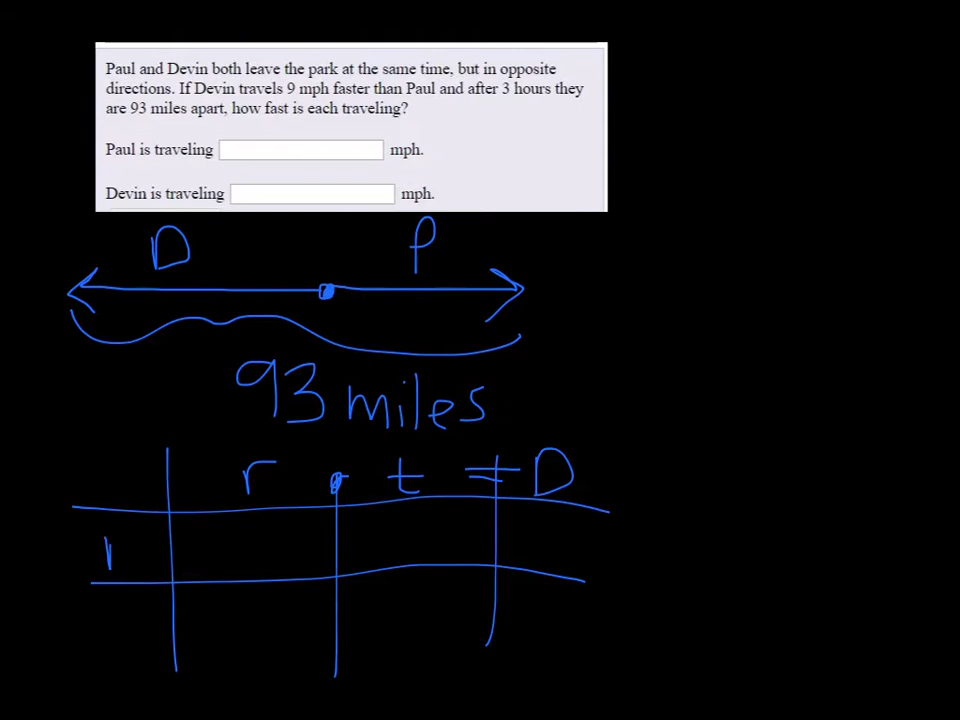 Paul and Devin both leave the park at the same time, but in opposite
directions. If Devin travels 9 mph faster than Paul and after 3 hours they
are 93 miles apart, how fast is each traveling?
Paul is traveling mph.
Devin is traveling mph.
D P
93 miles
r • t = D